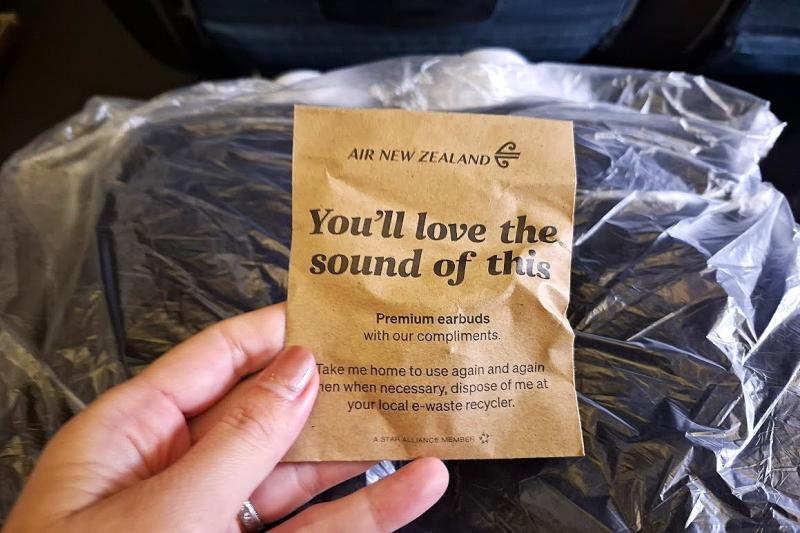 AIR NEW ZEALAND
You'll love the
sound of this
Premium earbuds
with our compliments.
Take me home to use again and again
when necessary, dispose of me at
your local e-waste recycler.
A STAR ALLIANCE MEMBER